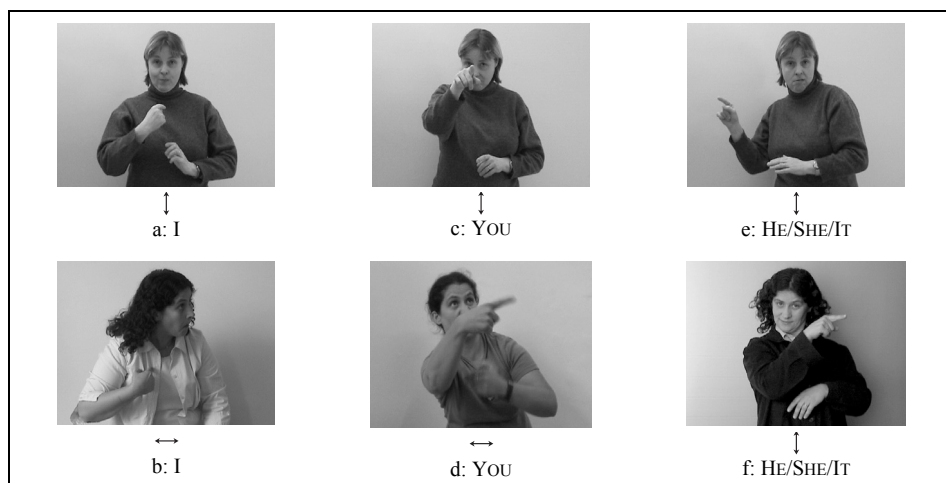 ↕ ↕ ↕
a: I c: YOU e: HE/SHE/IT
↔ ↔ ↕
b: I d: YOU f: HE/SHE/IT